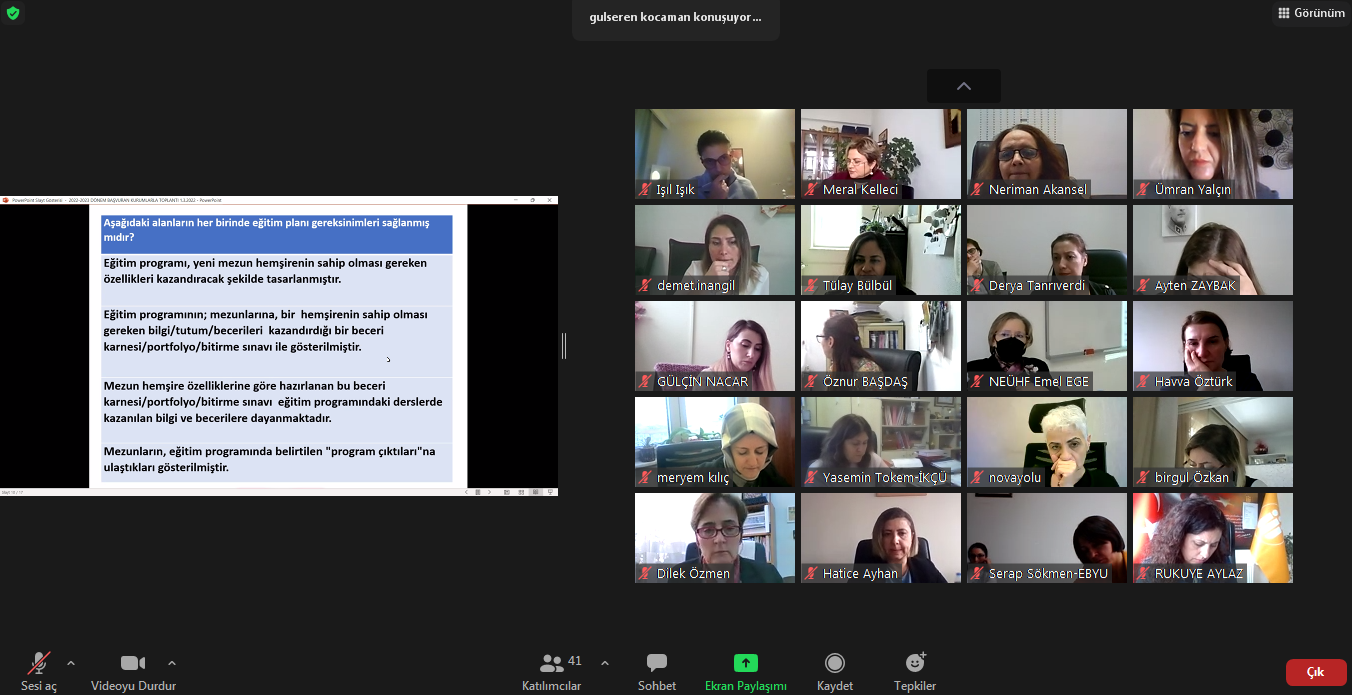 gulseren kocaman konuşuyor...
Görünüm
PowerPoint Slayt Gösterisi - 2022-2023 DÖNEM BAŞVURAN KURUMLARLA TOPLANTI 1.3.2022 - PowerPoint
Aşağıdaki alanların her birinde eğitim planı gereksinimleri sağlanmış
mıdır?
Eğitim programı, yeni mezun hemşirenin sahip olması gereken
özellikleri kazandıracak şekilde tasarlanmıştır.
Eğitim programının; mezunlarına, bir hemşirenin sahip olması
gereken bilgi/tutum/becerileri kazandırdığı bir beceri
karnesi/portfolyo/bitirme sınavı ile gösterilmiştir.
Mezun hemşire özelliklerine göre hazırlanan bu beceri
karnesi/portfolyo/bitirme sınavı eğitim programındaki derslerde
kazanılan bilgi ve becerilere dayanmaktadır.
Mezunların, eğitim programında belirtilen "program çıktıları"na
ulaştıkları gösterilmiştir.
Işıl Işık
Meral Kelleci
Neriman Akansel
Ümran Yalçın
demet.inangil
Tülay Bülbül
Derya Tanrıverdi
Ayten ZAYBAK
GÜLÇİN NACAR
Öznur BAŞDAŞ
NEÜHF Emel EGE
Havva Öztürk
meryem kılıç
Yasemin Tokem-İKÇÜ
novayolu
birgul Özkan
Dilek Özmen
Hatice Ayhan
Serap Sökmen-EBYU
RUKUYE AYLAZ
Sesi aç
Videoyu Durdur
41
Katılımcılar
Sohbet
Ekran Paylaşımı
Kaydet
Tepkiler
Çık